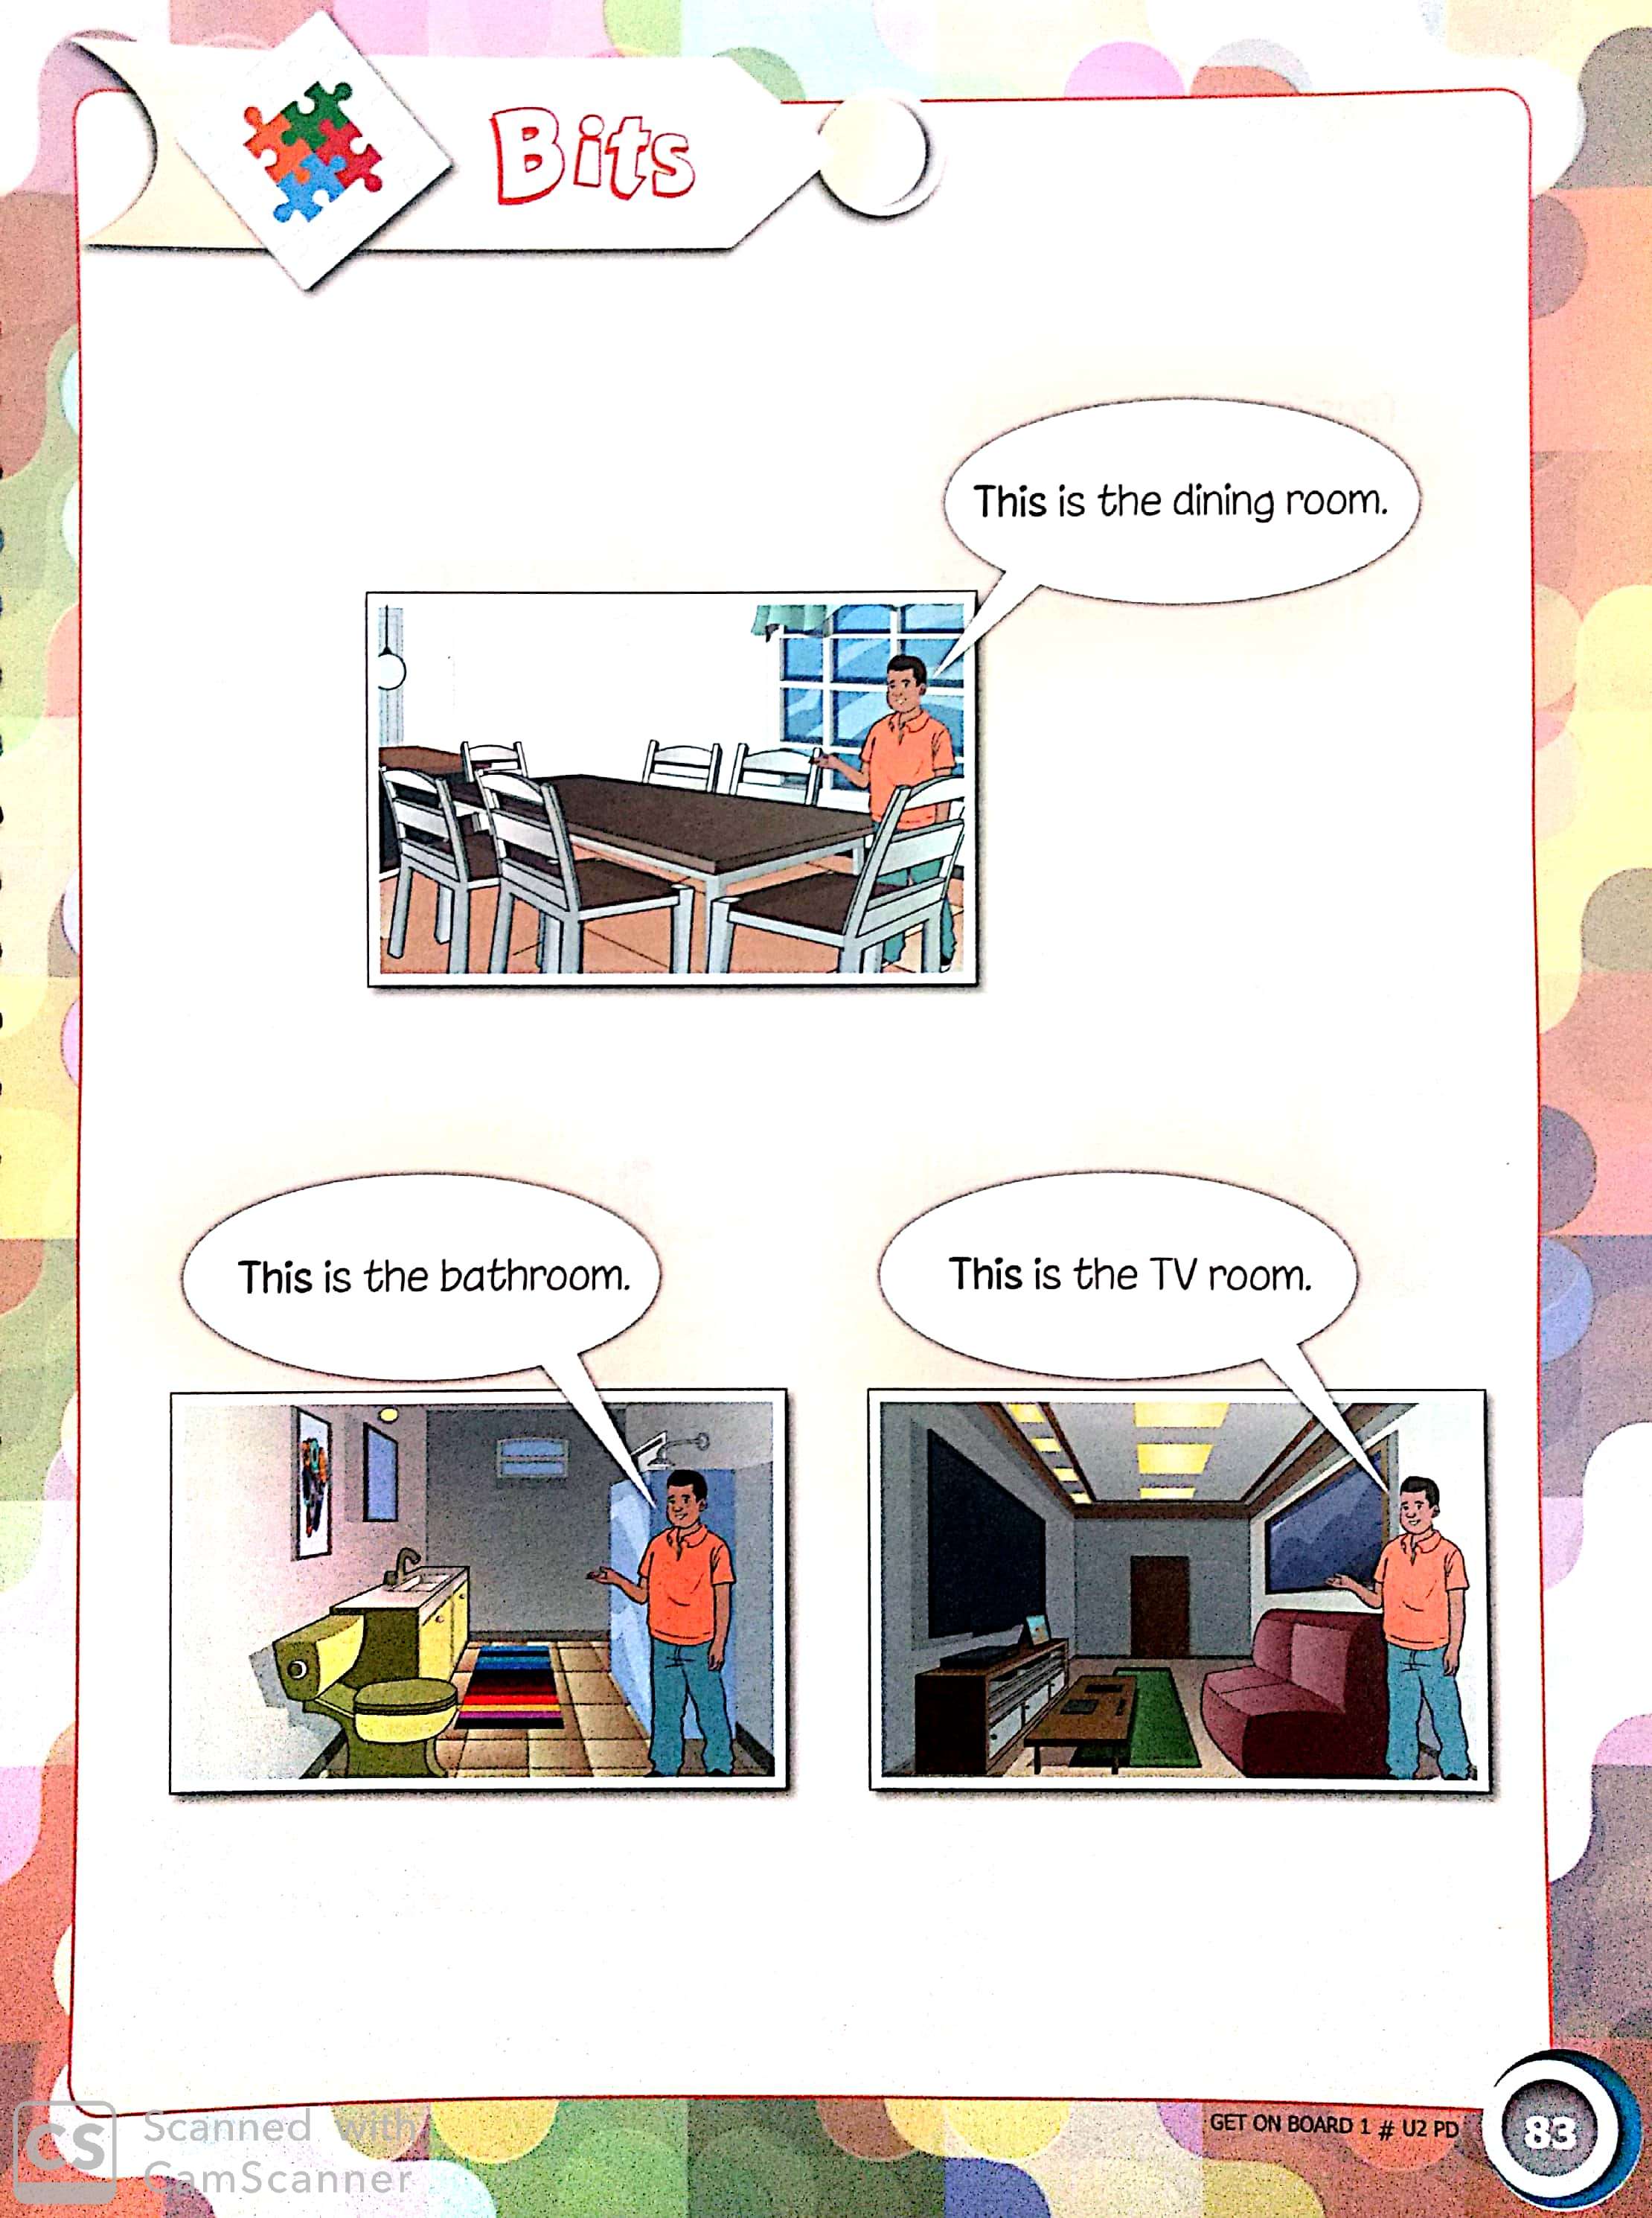 Bits
This is the dining room.
This is the bathroom.
This is the TV room.
GET ON BOARD 1 # U2 PD
83
CS
Scanned with
CamScanner